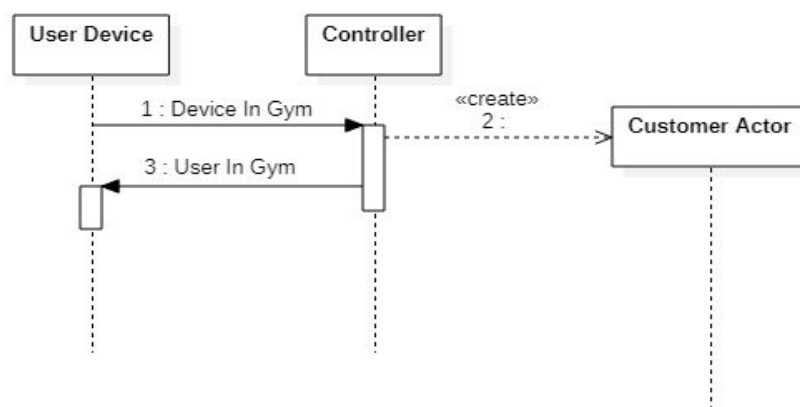 User Device
Controller
1 : Device In Gym
«create»
2 :
Customer Actor
3 : User In Gym